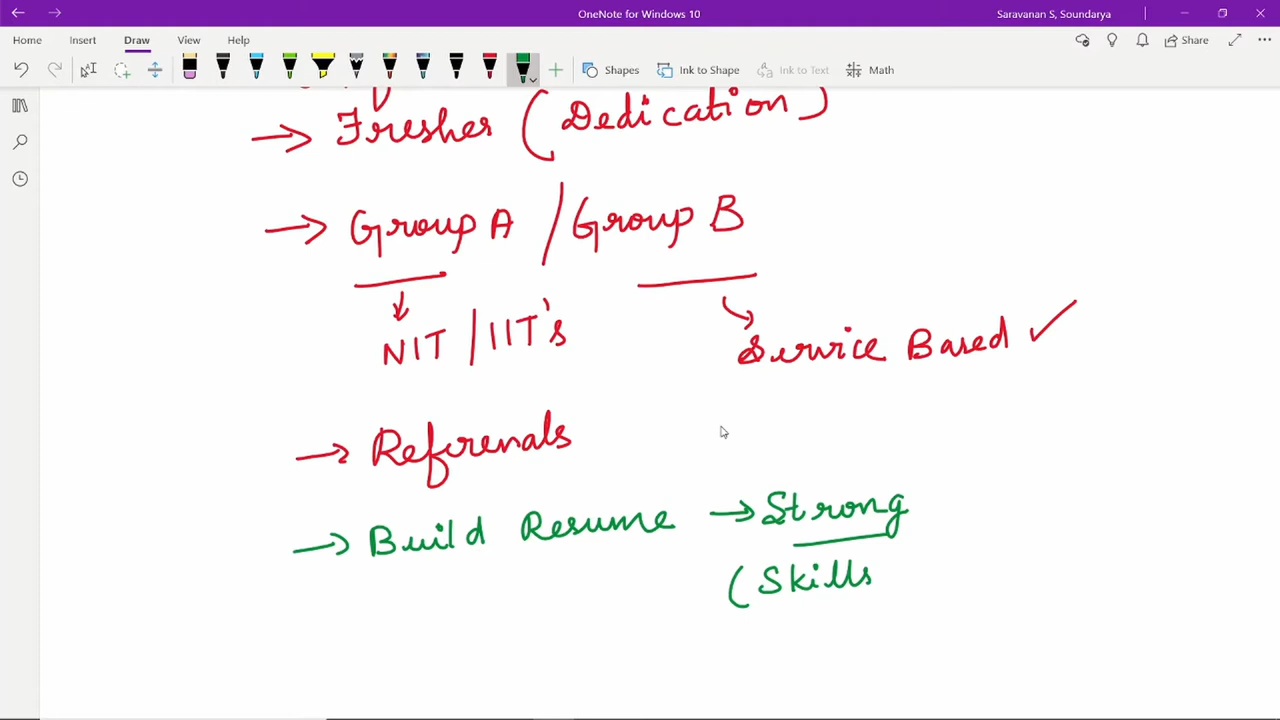 OneNote for Windows 10
Saravanan S, Soundarya
Home Insert Draw View Help
Share
Shapes Ink to Shape Ink to Text Math
→ Fresher (Dedication)
→ Group A / Group B
NIT / IIT's
Service Based ✓
→ Referrals
→ Build Resume → Strong
(Skills